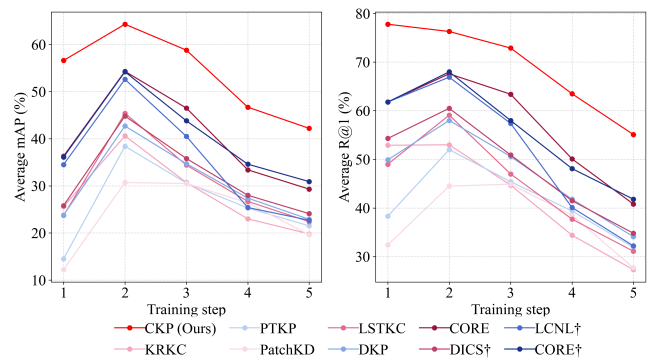 80
60
70
50
60
40
50
30
40
20
30
10
Average mAP (%)
Average R@1 (%)
1 2 3 4 5
1 2 3 4 5
Training step
Training step
CKP (Ours) PTKP LSTKC CORE LCNL†
KRKC PatchKD DKP DICS† CORE†